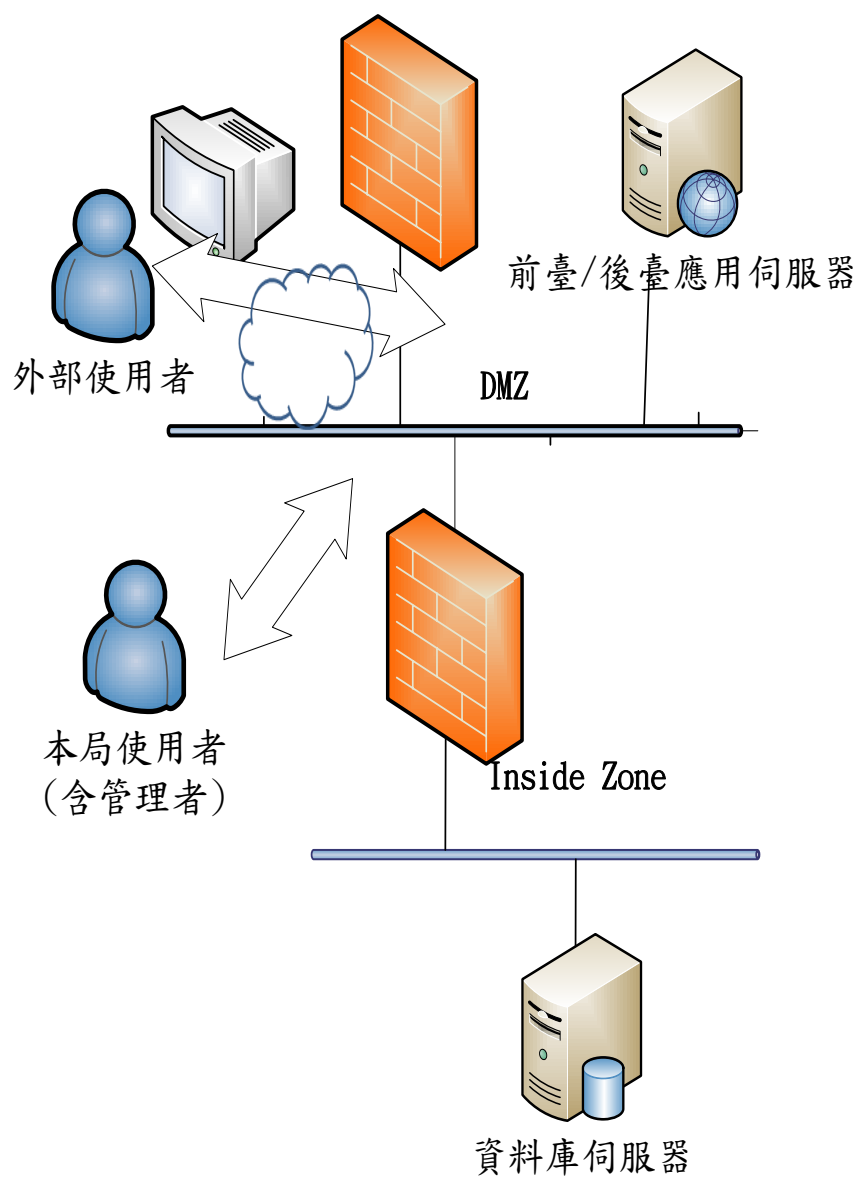 前臺/後臺應用伺服器
外部使用者
DMZ
本局使用者
(含管理者)
Inside Zone
資料庫伺服器